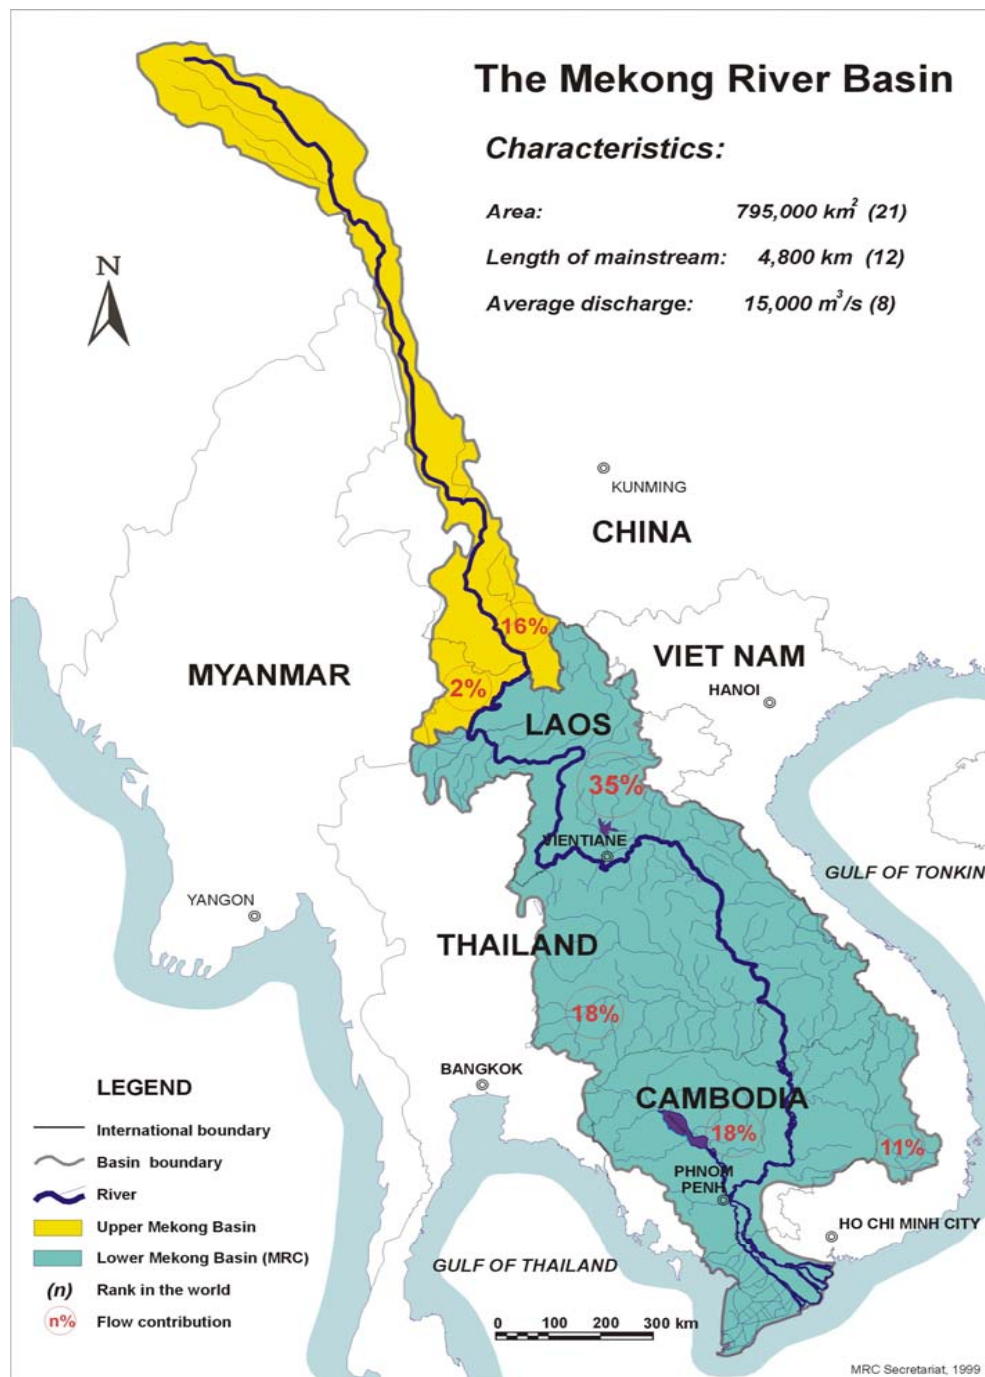 The Mekong River Basin
Characteristics:
Area: 795,000 km² (21)
Length of mainstream: 4,800 km (12)
Average discharge: 15,000 m³/s (8)
N
KUNMING
CHINA
16%
VIET NAM
MYANMAR
HANOI
2%
LAOS
35%
VIENTIANE
GULF OF TONKIN
YANGON
THAILAND
18%
BANGKOK
CAMBODIA
18%
11%
PHNOM
PENH
HO CHI MINH CITY
GULF OF THAILAND
LEGEND
International boundary
Basin boundary
River
Upper Mekong Basin
Lower Mekong Basin (MRC)
(n) Rank in the world
n% Flow contribution
0 100 200 300 km
MRC Secretariat, 1999